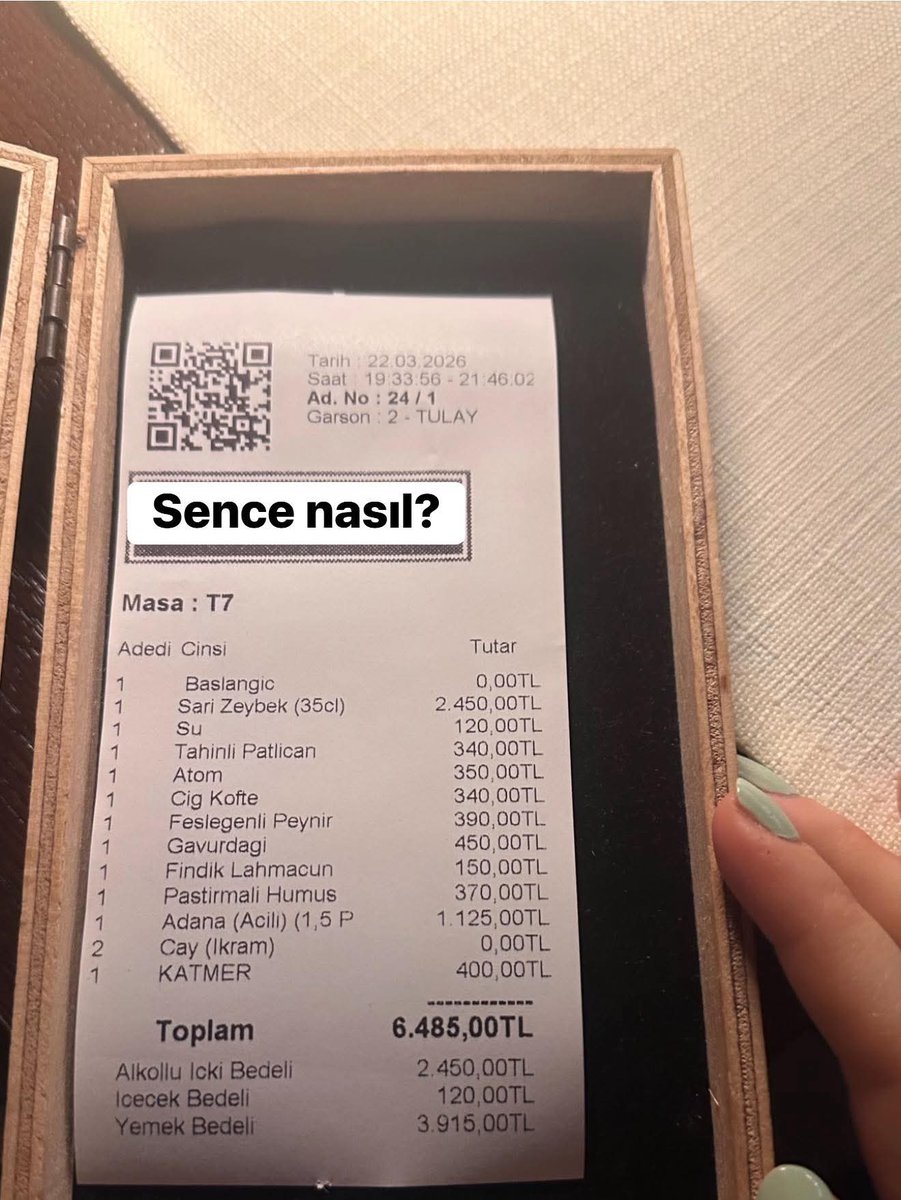 Tarih : 22.03.2026
Saat : 19:33:56 - 21:46:02
Ad. No : 24 / 1
Garson : 2 - TULAY
Sence nasıl?
Masa : T7
Adedi Cinsi Tutar
1 Baslangic 0,00TL
1 Sari Zeybek (35cl) 2.450,00TL
1 Su 120,00TL
1 Tahinli Patlican 340,00TL
1 Atom 350,00TL
1 Cig Kofte 340,00TL
1 Feslegenli Peynir 390,00TL
1 Gavurdagi 450,00TL
1 Findik Lahmacun 150,00TL
1 Pastirmali Humus 370,00TL
1 Adana (Acili) (1,5 P 1.125,00TL
2 Cay (Ikram) 0,00TL
1 KATMER 400,00TL
Toplam 6.485,00TL
Alkollu Icki Bedeli 2.450,00TL
Icecek Bedeli 120,00TL
Yemek Bedeli 3.915,00TL